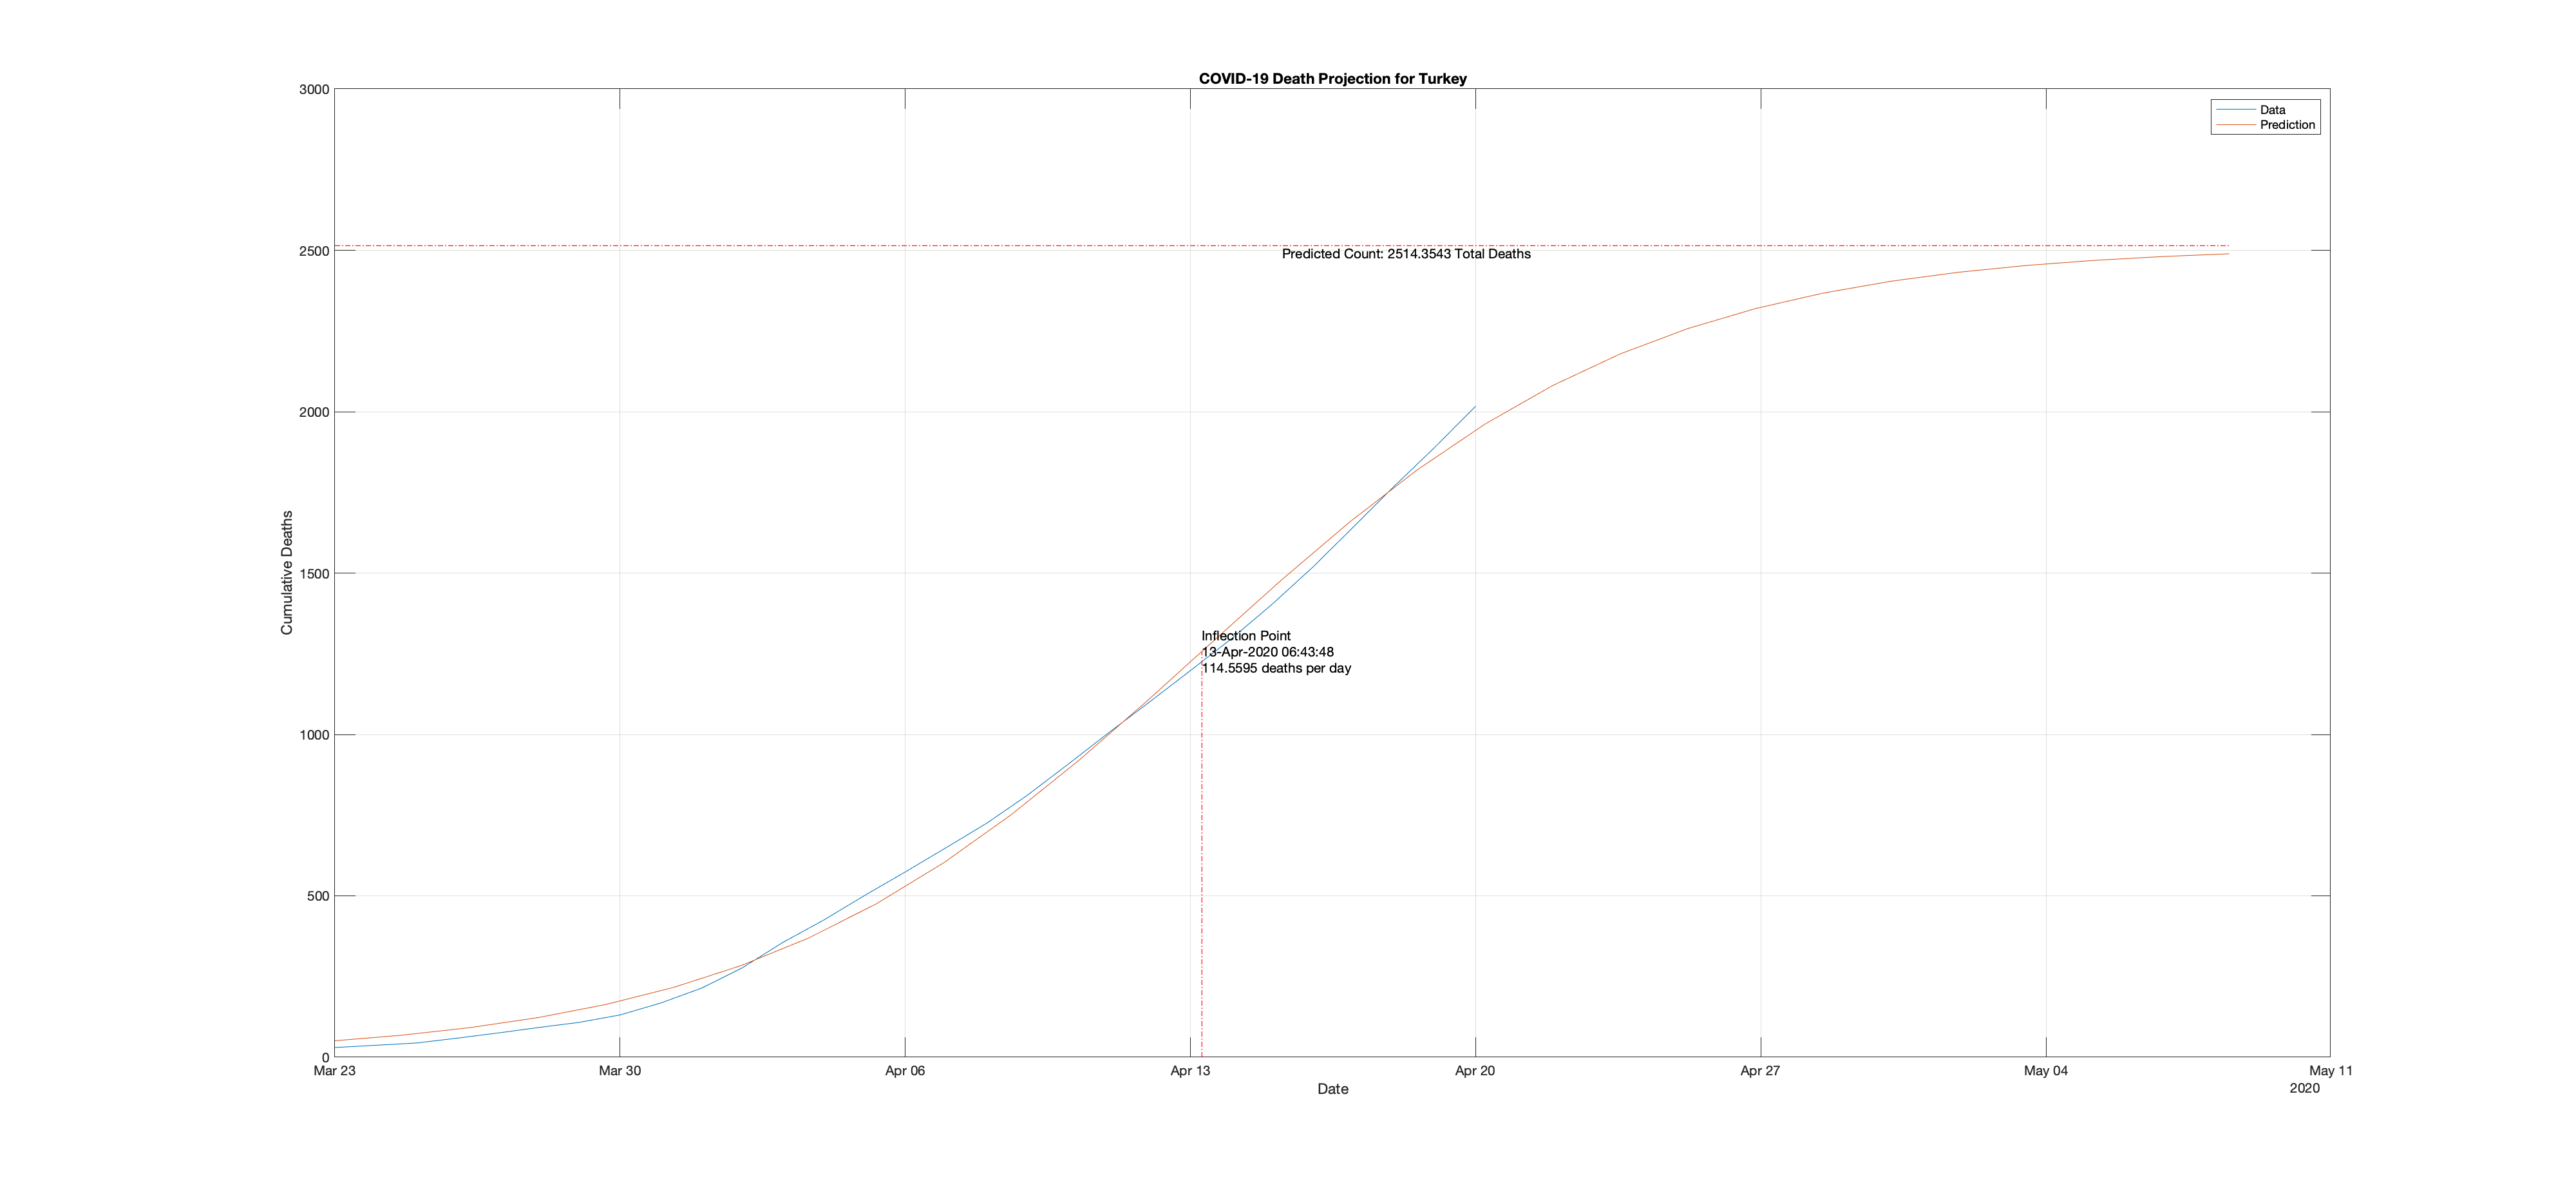 COVID-19 Death Projection for Turkey
3000
2500
2000
1500
1000
500
0
Cumulative Deaths
Data
Prediction
Predicted Count: 2514.3543 Total Deaths
Inflection Point
13-Apr-2020 06:43:48
114.5595 deaths per day
Mar 23 Mar 30 Apr 06 Apr 13 Apr 20 Apr 27 May 04 May 11
Date
2020